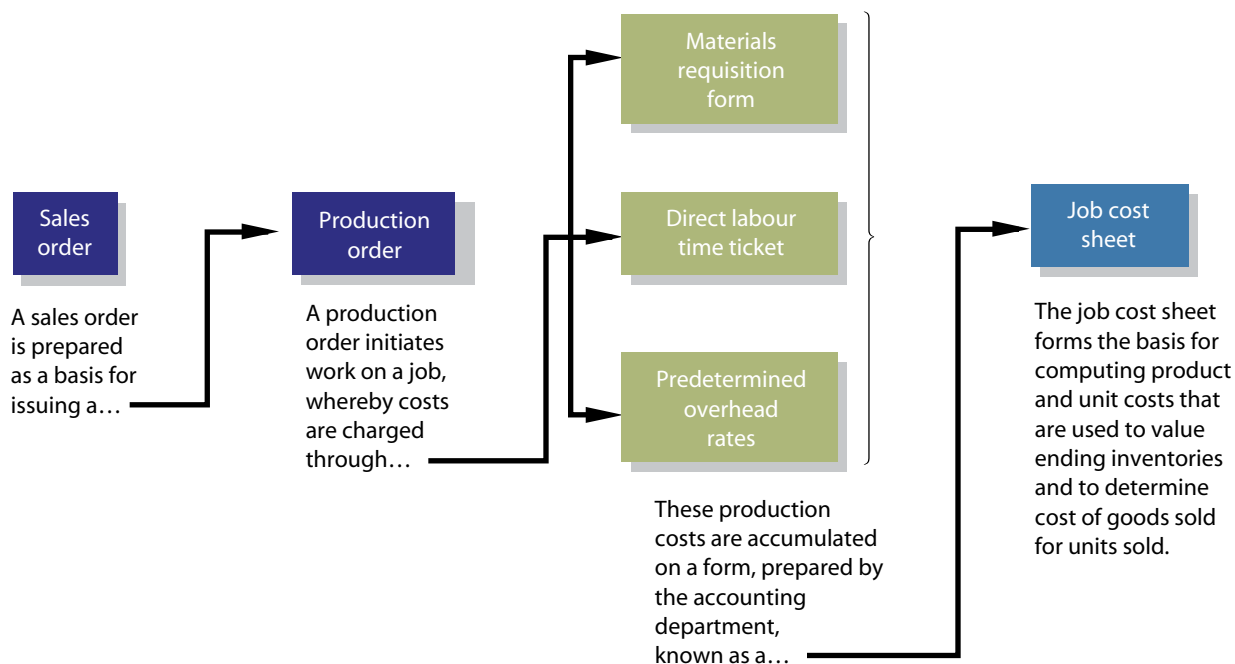 Sales
order
A sales order
is prepared
as a basis for
issuing a…
Production
order
A production
order initiates
work on a job,
whereby costs
are charged
through…
Materials
requisition
form
Direct labour
time ticket
Predetermined
overhead
rates
These production
costs are accumulated
on a form, prepared by
the accounting
department,
known as a…
Job cost
sheet
The job cost sheet
forms the basis for
computing product
and unit costs that
are used to value
ending inventories
and to determine
cost of goods sold
for units sold.